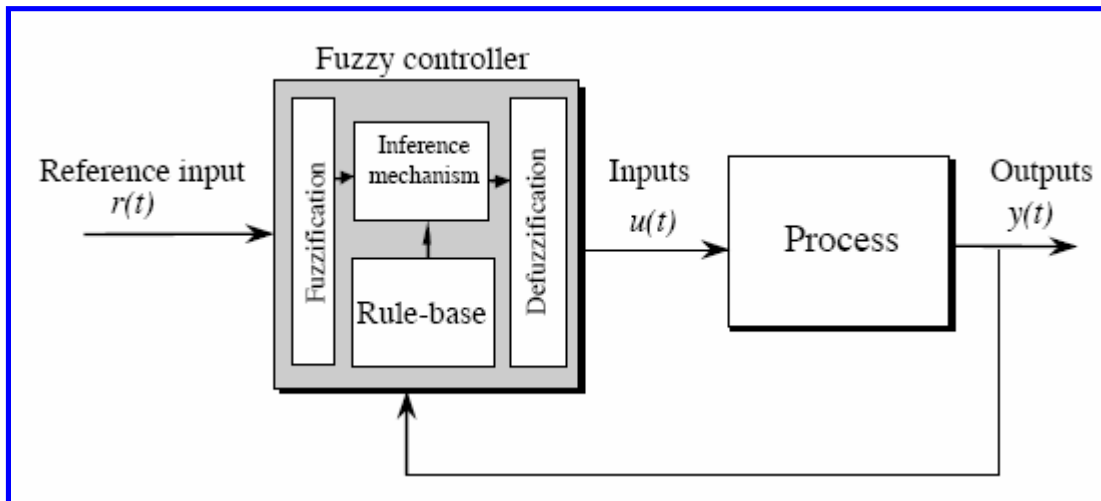 Fuzzy controller
Reference input
r(t)
Fuzzification
Inference
mechanism
Rule-base
Defuzzification
Inputs
u(t)
Process
Outputs
y(t)